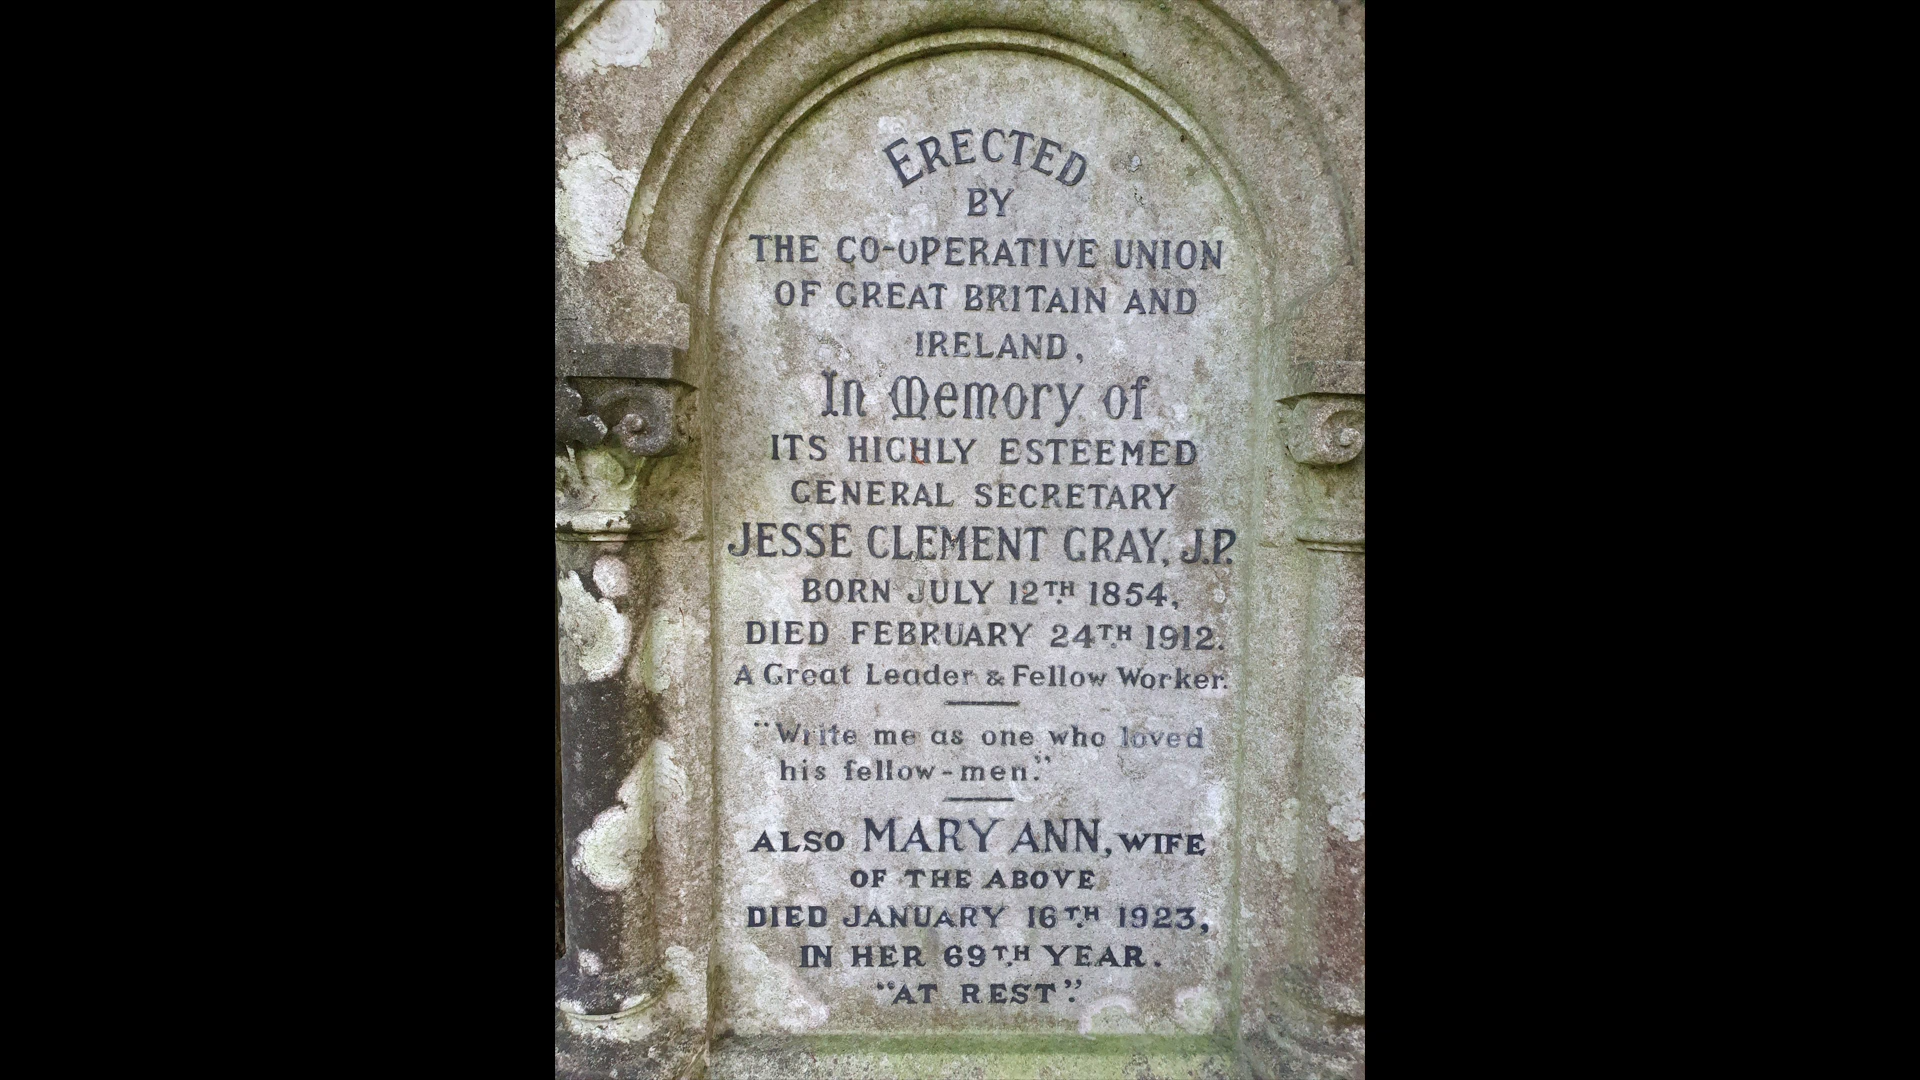 ERECTED
BY
THE CO-OPERATIVE UNION
OF GREAT BRITAIN AND
IRELAND,
In Memory of
ITS HIGHLY ESTEEMED
GENERAL SECRETARY
JESSE CLEMENT GRAY, J.P.
BORN JULY 12TH 1854,
DIED FEBRUARY 24TH 1912.
A Great Leader & Fellow Worker.
"Write me as one who loved
his fellow-men."
ALSO MARY ANN, WIFE
OF THE ABOVE
DIED JANUARY 16TH 1923,
IN HER 69TH YEAR.
"AT REST".